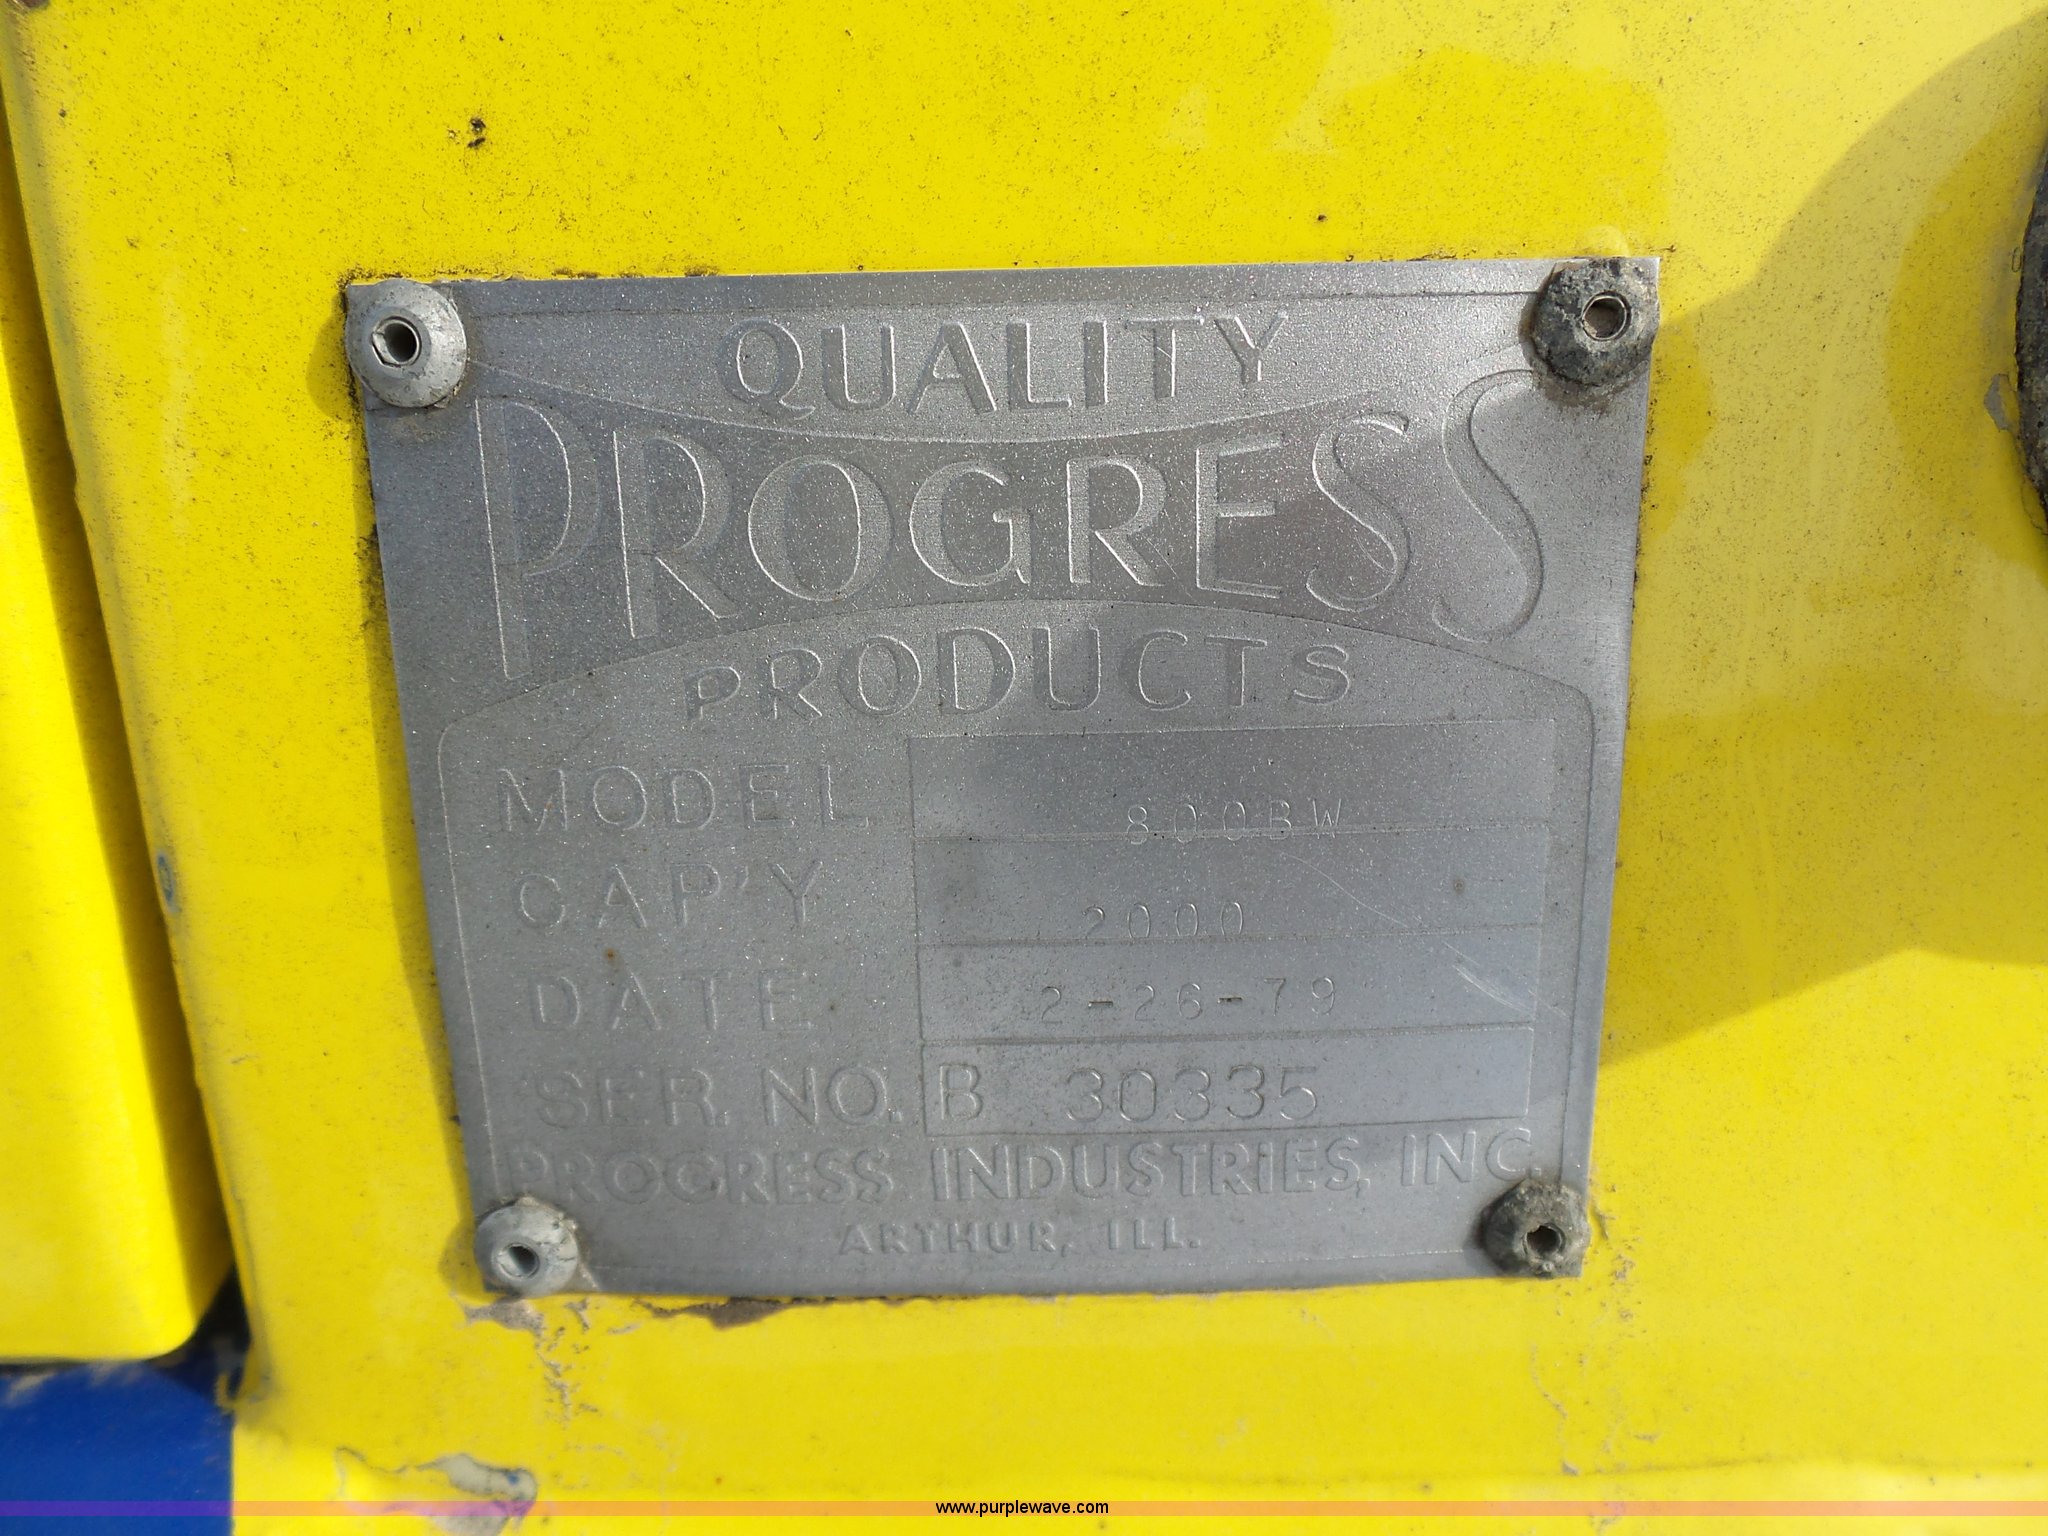 QUALITY
PROGRESS
PRODUCTS
MODEL 800BW
CAP'Y 2000
DATE 2-26-79
SER. NO. B 30335
PROGRESS INDUSTRIES, INC.
ARTHUR, ILL.
www.purplewave.com